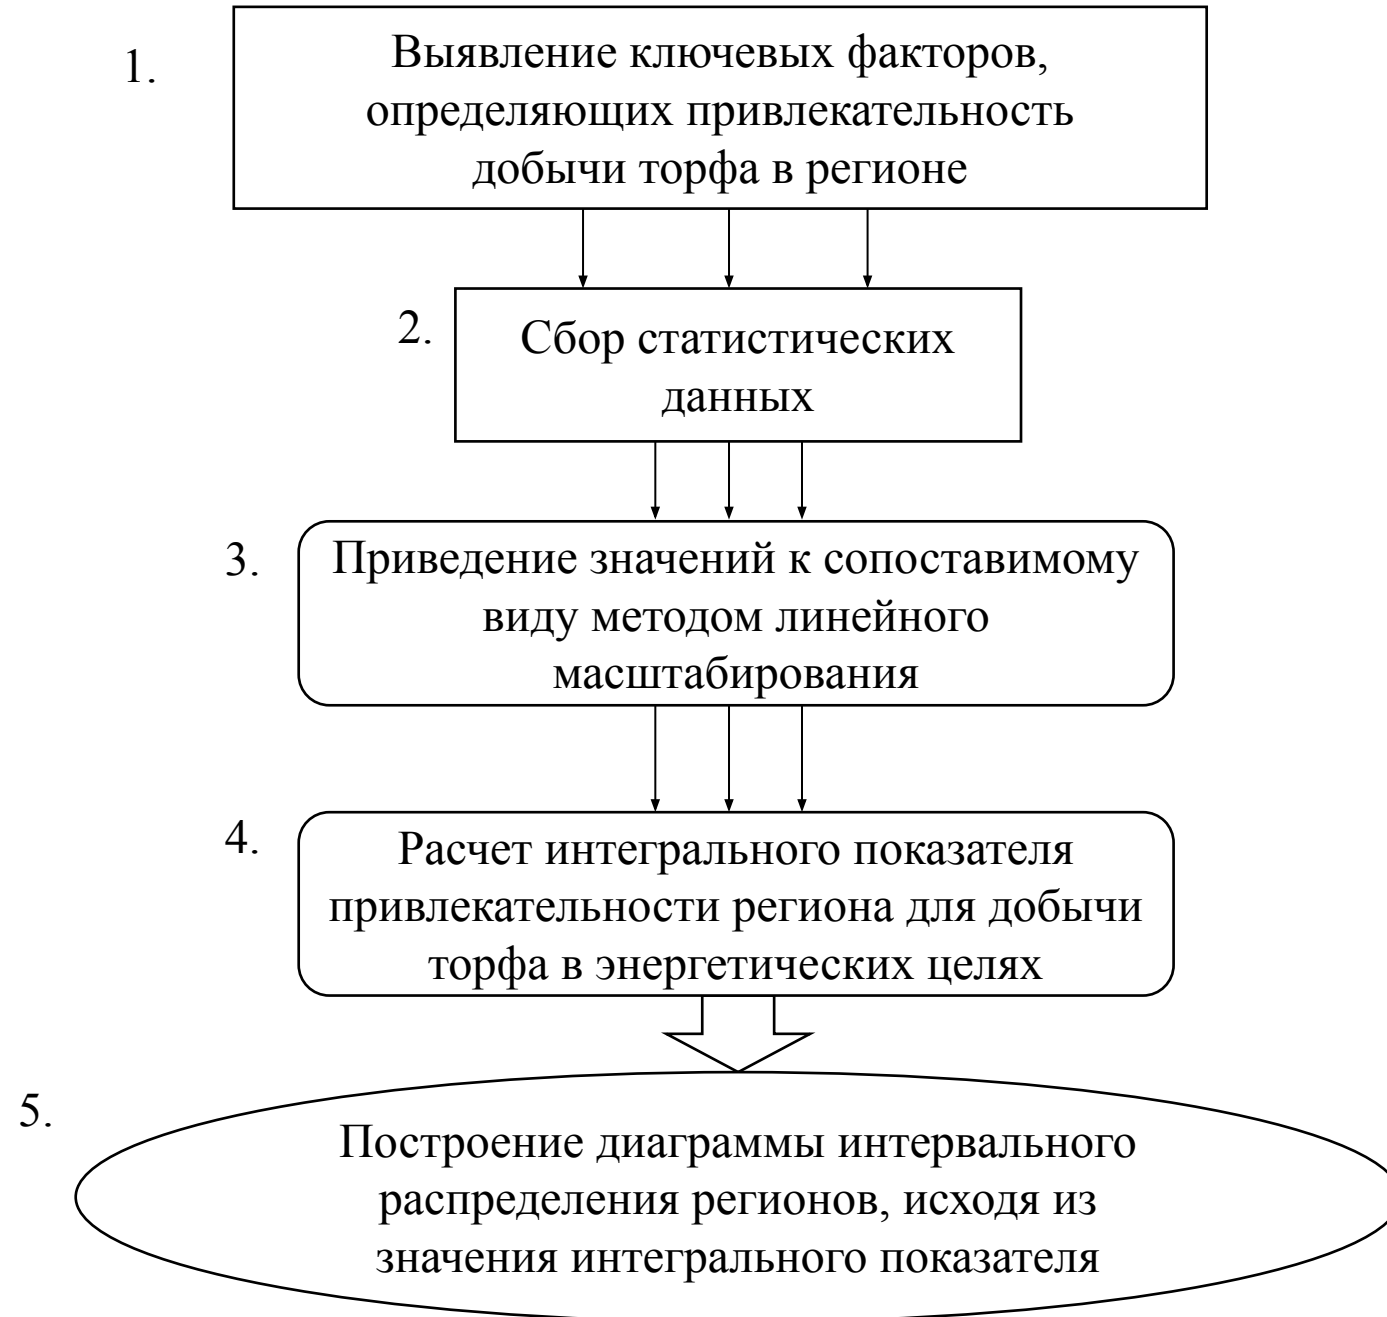 1.
Выявление ключевых факторов,
определяющих привлекательность
добычи торфа в регионе
2.
Сбор статистических
данных
3.
Приведение значений к сопоставимому
виду методом линейного
масштабирования
4.
Расчет интегрального показателя
привлекательности региона для добычи
торфа в энергетических целях
5.
Построение диаграммы интервального
распределения регионов, исходя из
значения интегрального показателя